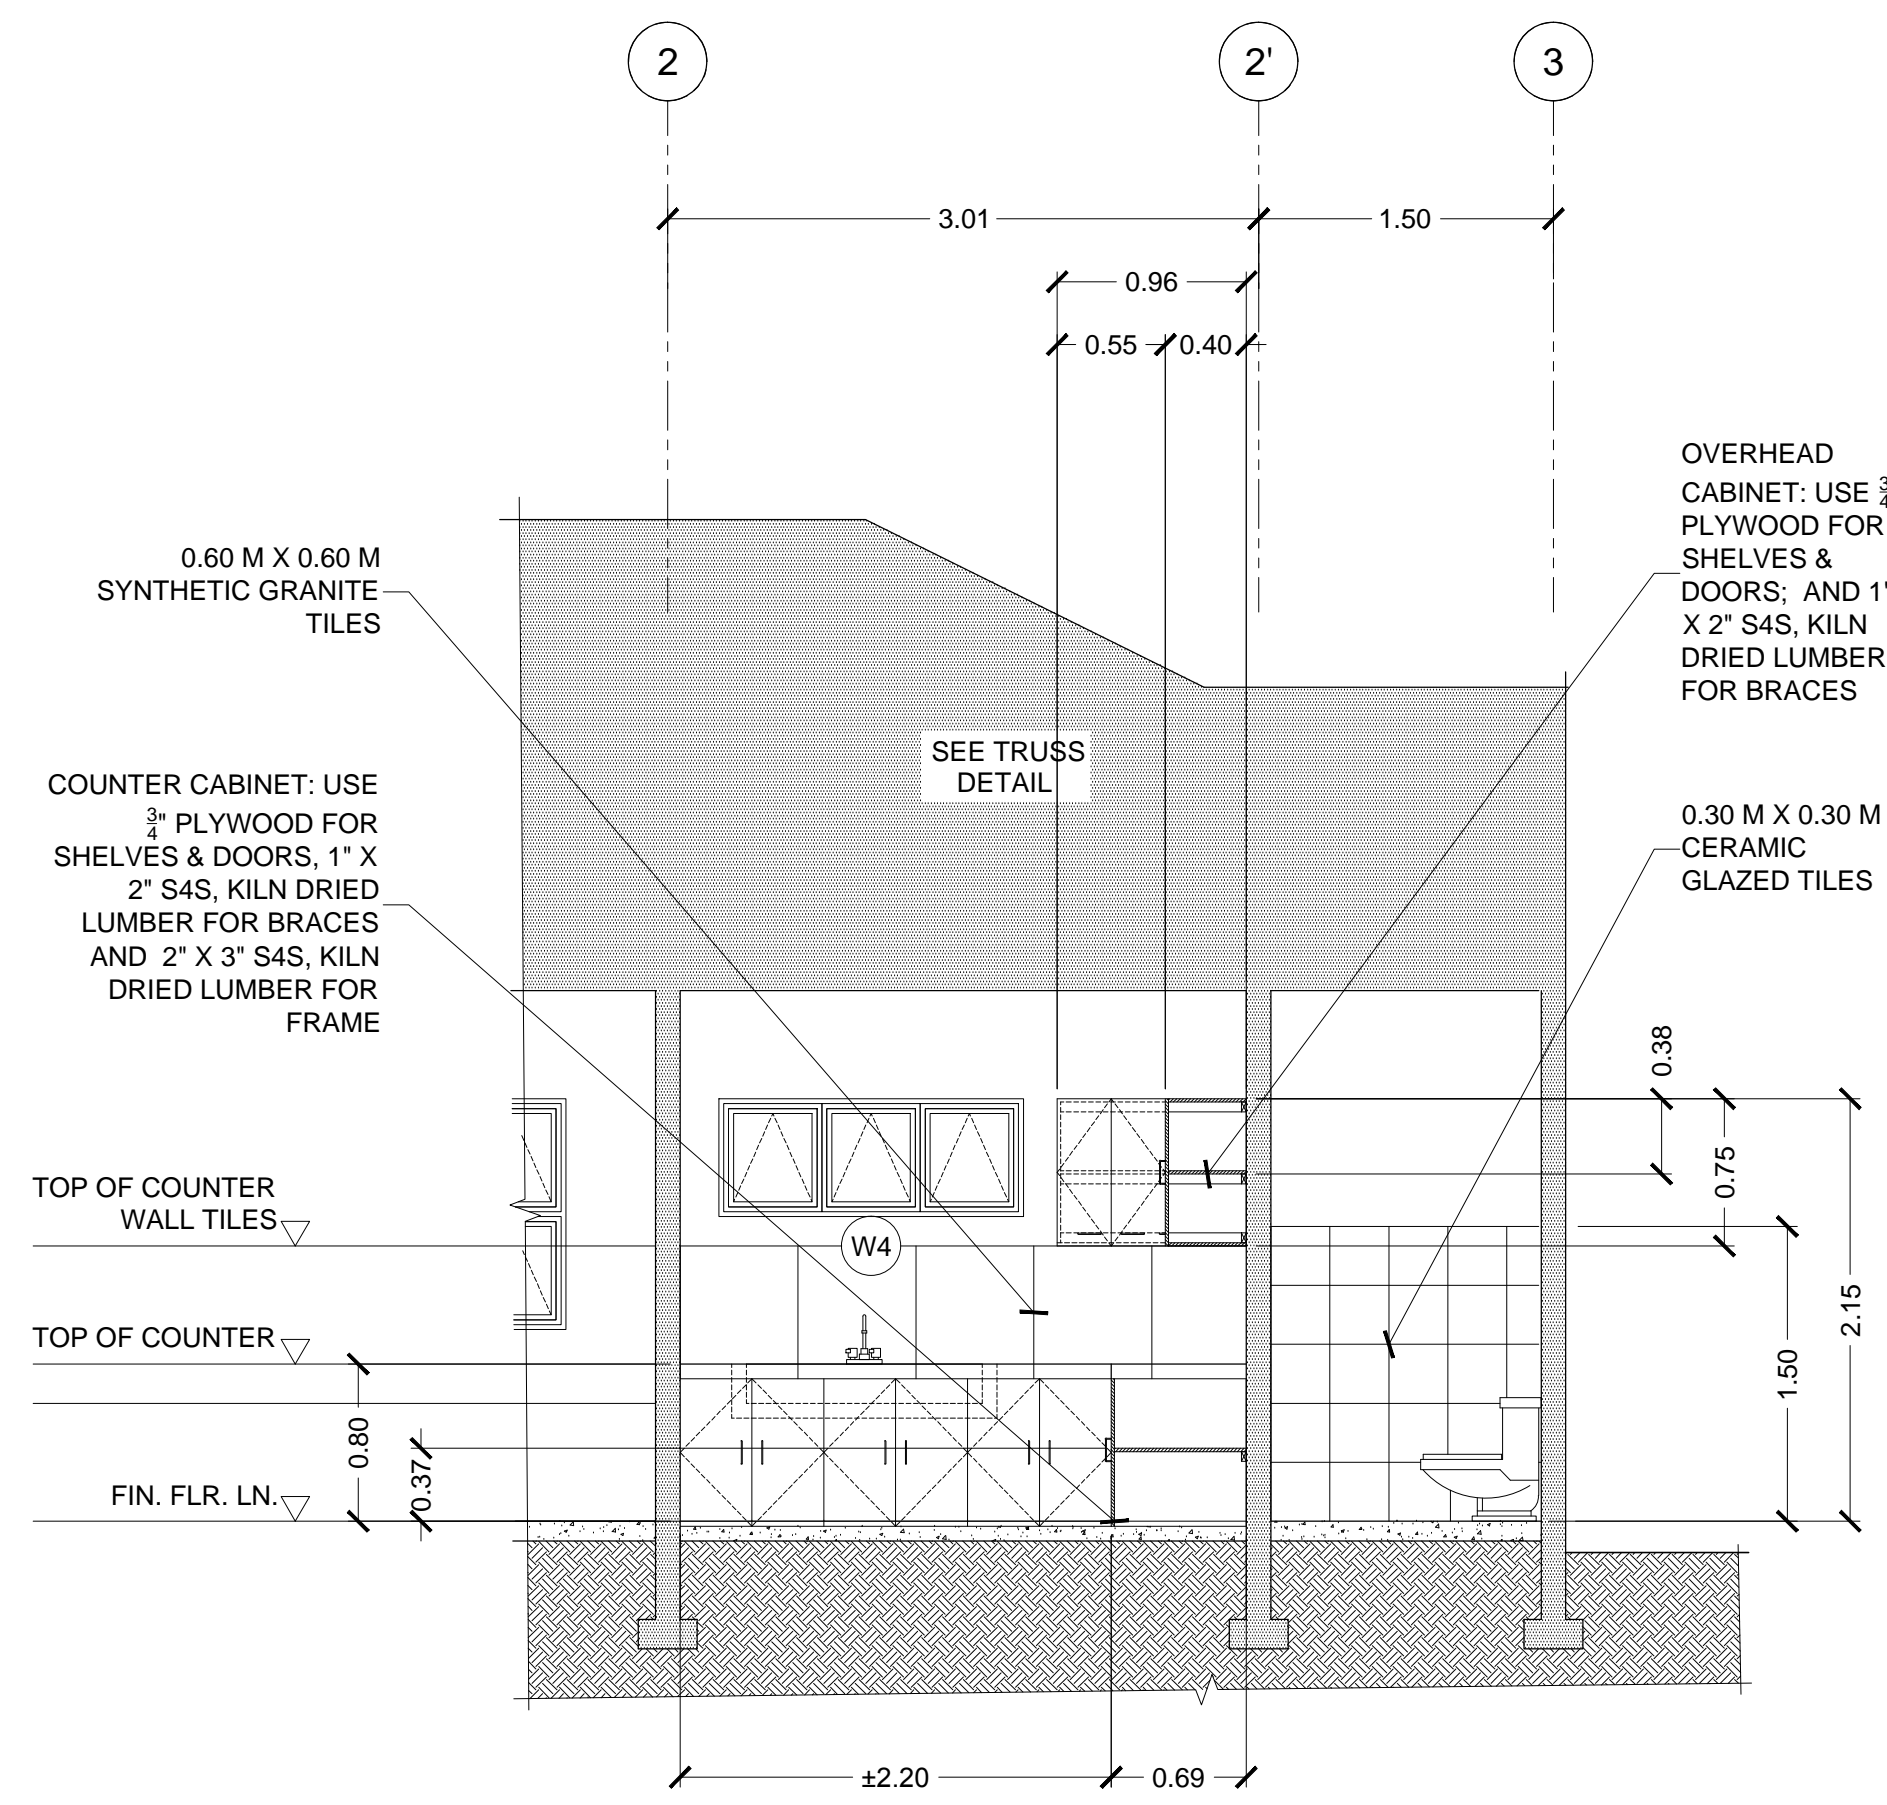 2
2'
3
3.01
1.50
0.96
0.55
0.40
OVERHEAD
CABINET: USE 3/4
PLYWOOD FOR
SHELVES &
DOORS; AND 1"
X 2" S4S, KILN
DRIED LUMBER
FOR BRACES
0.60 M X 0.60 M
SYNTHETIC GRANITE
TILES
SEE TRUSS
DETAIL
COUNTER CABINET: USE
3/4" PLYWOOD FOR
SHELVES & DOORS, 1" X
2" S4S, KILN DRIED
LUMBER FOR BRACES
AND 2" X 3" S4S, KILN
DRIED LUMBER FOR
FRAME
0.30 M X 0.30 M
CERAMIC
GLAZED TILES
0.38
0.75
2.15
1.50
TOP OF COUNTER
WALL TILES
W4
TOP OF COUNTER
0.80
0.37
FIN. FLR. LN.
±2.20
0.69